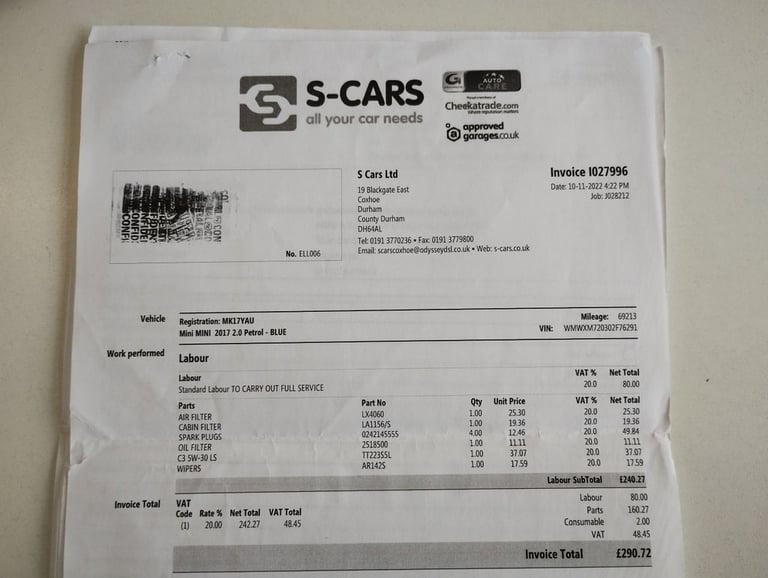 S-CARS
all your car needs
G AUTO CARE
Cheekatrade.com
Where reputation matters
approved
garages.co.uk
S Cars Ltd
19 Blackgate East
Coxhoe
Durham
County Durham
DH64AL
Tel: 0191 3770236 • Fax: 0191 3779800
Email: scarscoxhoe@odysseydsl.co.uk • Web: s-cars.co.uk
Invoice I027996
Date: 10-11-2022 4:22 PM
Job: J028212
No. ELL006
Vehicle Registration: MK17YAU Mileage: 69213
Mini MINI 2017 2.0 Petrol - BLUE VIN: WMWXM720302F76291
Work performed Labour
Labour VAT % Net Total
Standard Labour TO CARRY OUT FULL SERVICE 20.0 80.00
Parts Part No Qty Unit Price VAT % Net Total
AIR FILTER LX4060 1.00 25.30 20.0 25.30
CABIN FILTER LA1156/S 1.00 19.36 20.0 19.36
SPARK PLUGS 0242145555 4.00 12.46 20.0 49.84
OIL FILTER 2518500 1.00 11.11 20.0 11.11
C3 5W-30 LS TT223S5L 1.00 37.07 20.0 37.07
WIPERS AR142S 1.00 17.59 20.0 17.59
Labour SubTotal £240.27
Invoice Total VAT Code Rate % Net Total VAT Total
(1) 20.00 242.27 48.45
Labour 80.00
Parts 160.27
Consumable 2.00
VAT 48.45
Invoice Total £290.72